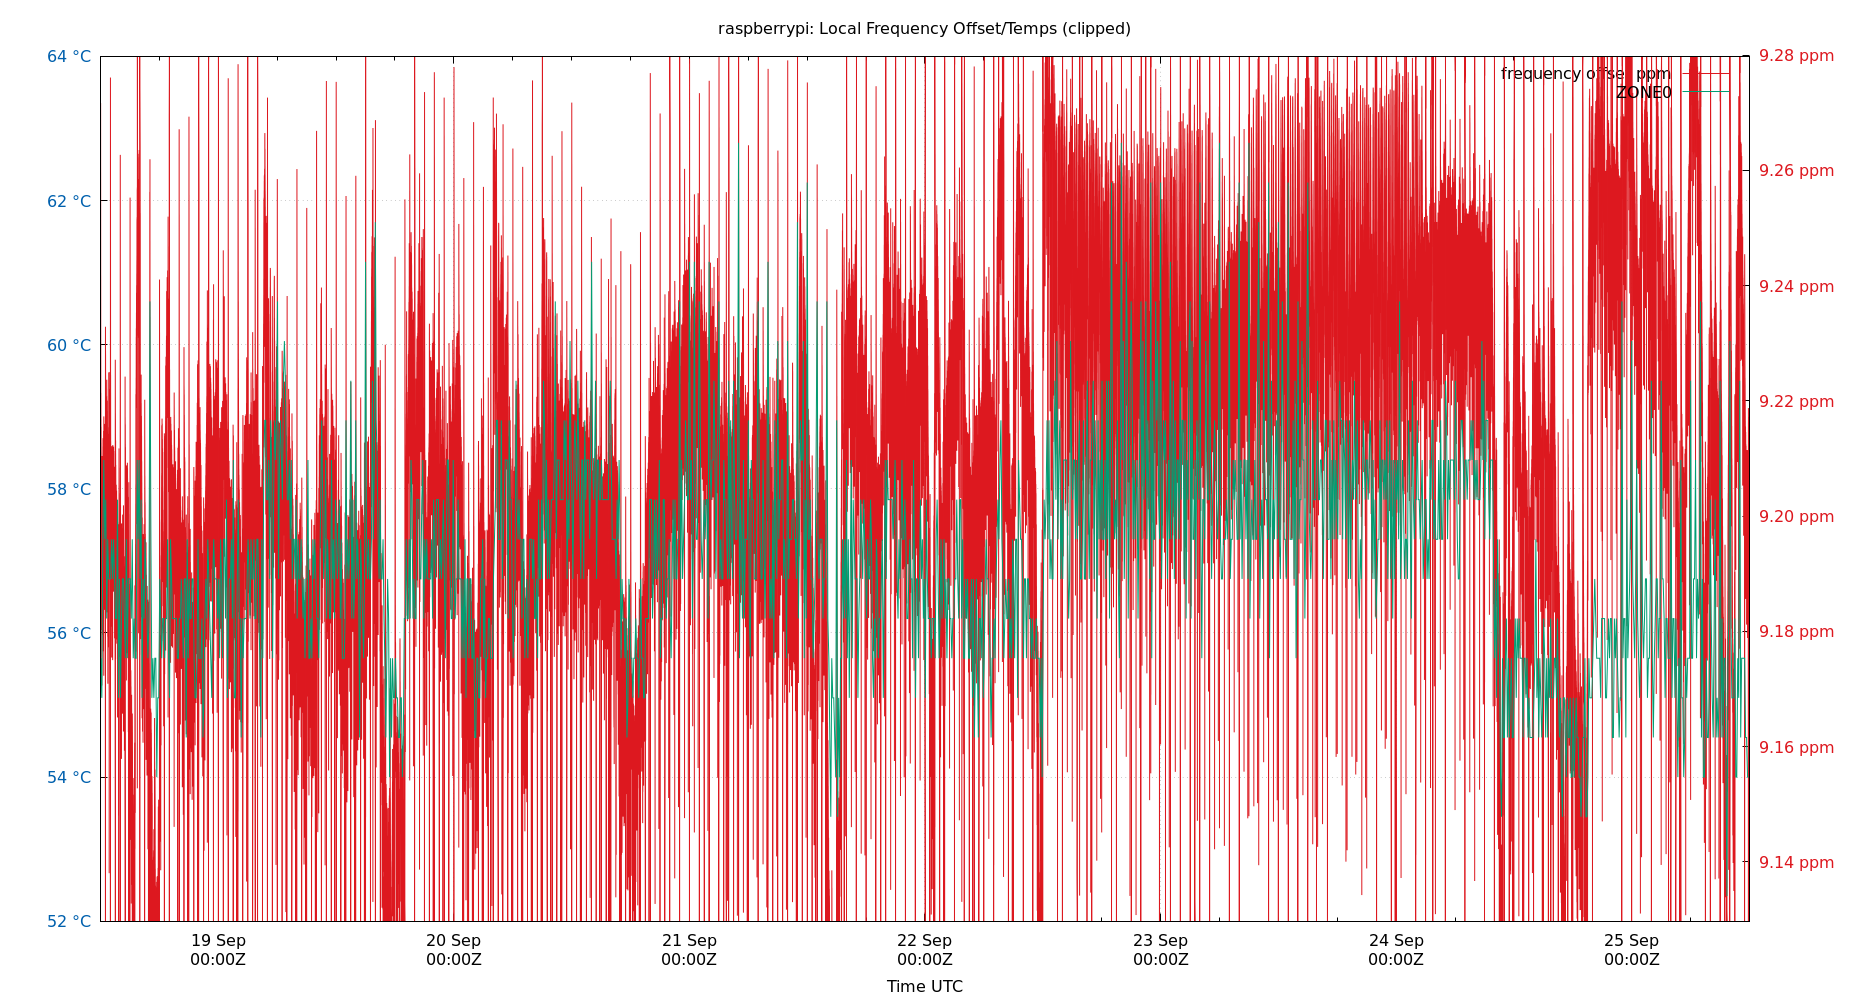 raspberrypi: Local Frequency Offset/Temps (clipped)
64 °C
62 °C
60 °C
58 °C
56 °C
54 °C
52 °C
9.28 ppm
9.26 ppm
9.24 ppm
9.22 ppm
9.20 ppm
9.18 ppm
9.16 ppm
9.14 ppm
frequency offset ppm
ZONE0
19 Sep
00:00Z
20 Sep
00:00Z
21 Sep
00:00Z
22 Sep
00:00Z
23 Sep
00:00Z
24 Sep
00:00Z
25 Sep
00:00Z
Time UTC